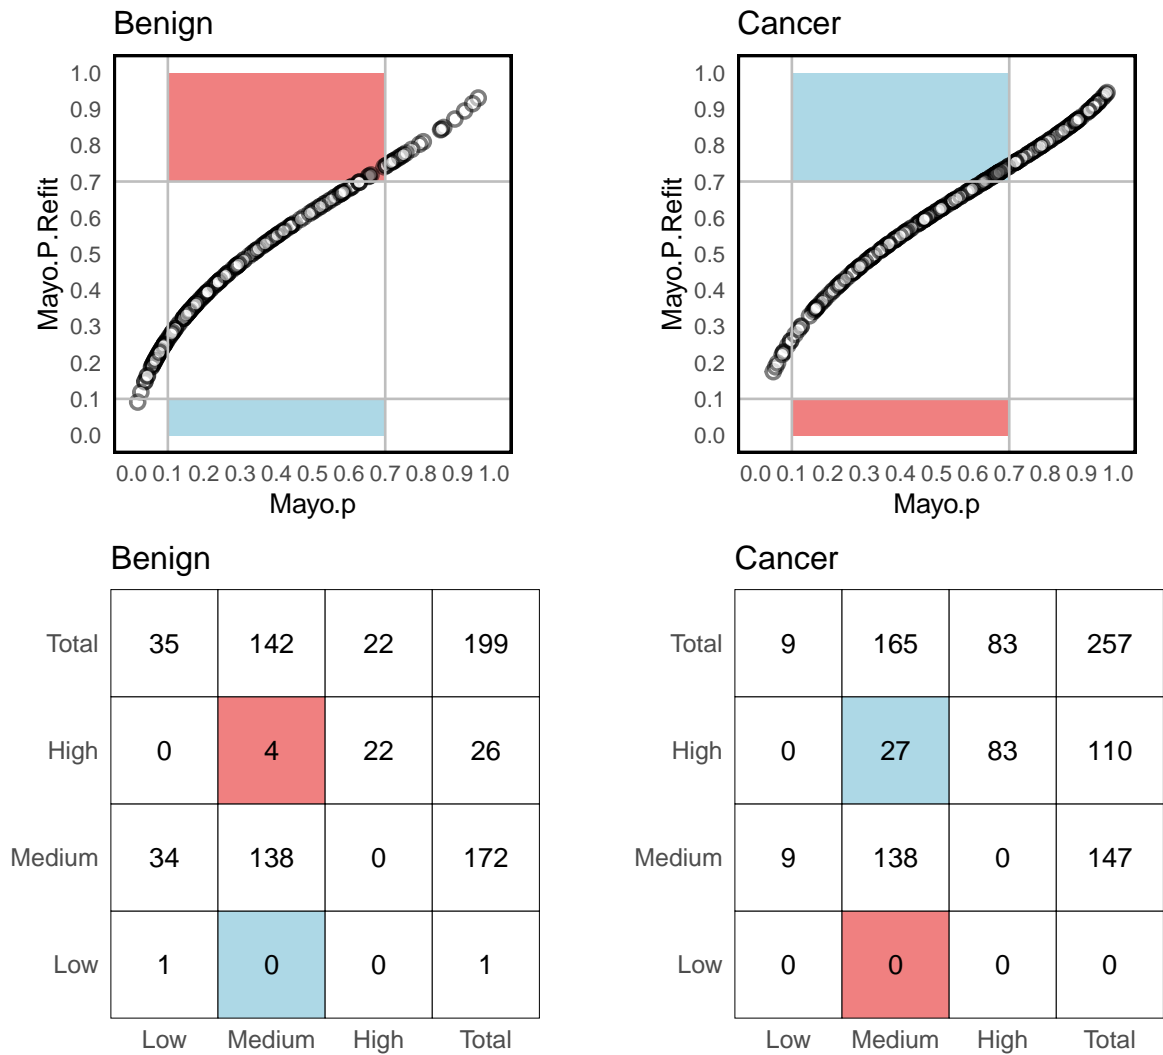 Benign
Cancer
1.0
0.9
0.8
0.7
0.6
0.5
0.4
0.3
0.2
0.1
0.0
Mayo.P.Refit
0.0 0.1 0.2 0.3 0.4 0.5 0.6 0.7 0.8 0.9 1.0
Mayo.p
1.0
0.9
0.8
0.7
0.6
0.5
0.4
0.3
0.2
0.1
0.0
Mayo.P.Refit
0.0 0.1 0.2 0.3 0.4 0.5 0.6 0.7 0.8 0.9 1.0
Mayo.p
Benign
Total 35 142 22 199
High 0 4 22 26
Medium 34 138 0 172
Low 1 0 0 1
Low Medium High Total
Cancer
Total 9 165 83 257
High 0 27 83 110
Medium 9 138 0 147
Low 0 0 0 0
Low Medium High Total